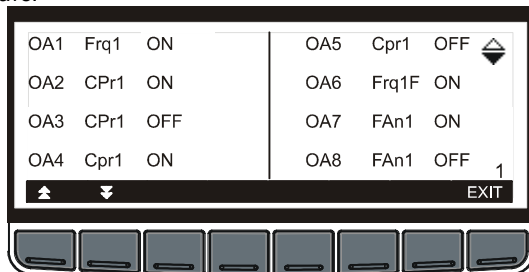 OA1 Frq1 ON OA5 Cpr1 OFF
OA2 CPr1 ON OA6 Frq1F ON
OA3 CPr1 OFF OA7 FAn1 ON
OA4 Cpr1 ON OA8 FAn1 OFF
1
EXIT